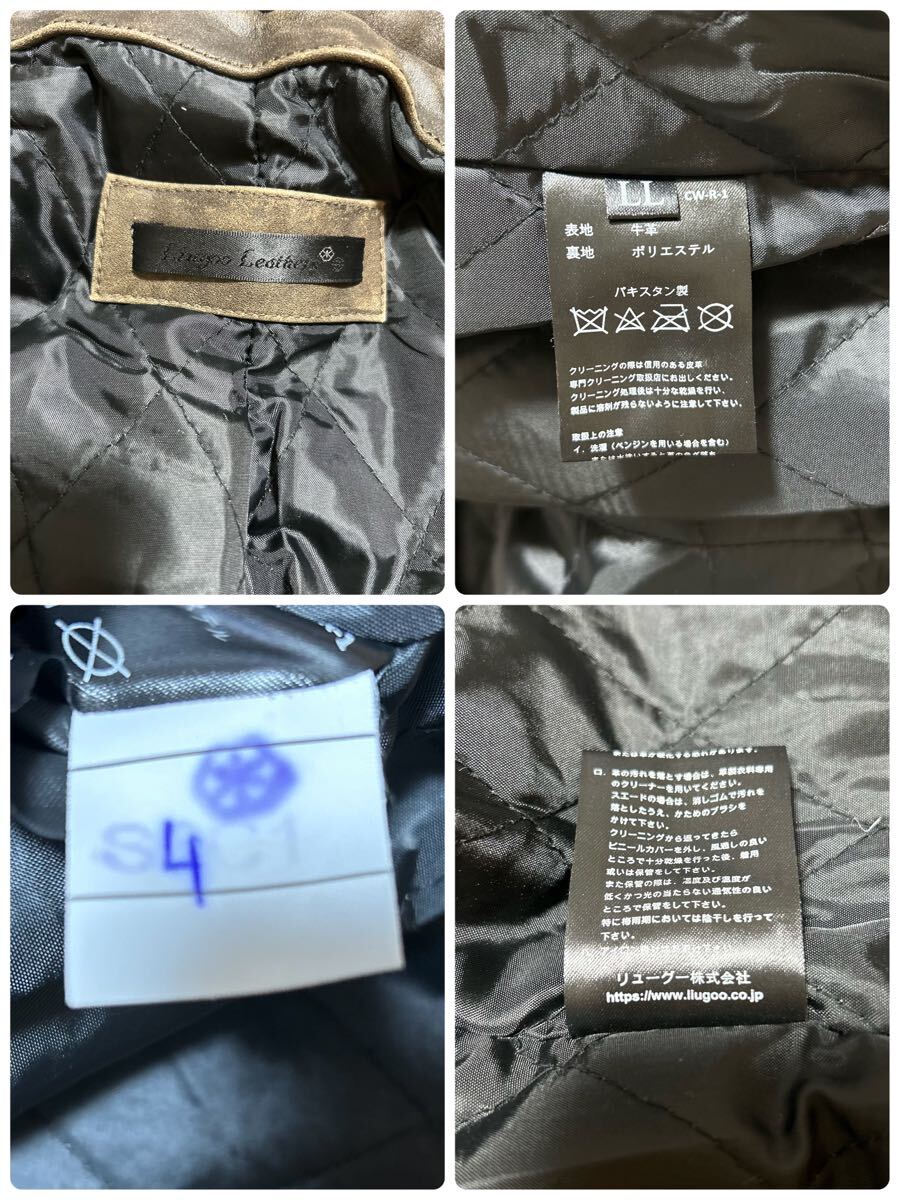 Liugoo Leathers
LL
CW-R-1
表地 牛革
裏地 ポリエステル
パキスタン製
クリーニングの際は信用のある皮革
専門クリーニング取扱店にお出しください。
クリーニング処理後は十分な乾燥を行い、
製品に溶剤が残らないように注意して下さい。
取扱上の注意
イ. 洗濯（ベンジンを用いる場合を含む）
4
ロ. 革の汚れを落とす場合は、革製衣料専用
のクリーナーを用いてください。
スエードの場合は、消しゴムで汚れを
落としたうえ、かためのブラシを
かけて下さい。
クリーニングから返ってきたら
ビニールカバーを外し、風通しの良い
ところで十分乾燥を行った後、着用
或いは保管をして下さい。
また保管の際は、温度及び湿度が
低くかつ光の当たらない通気性の良い
ところで保管をして下さい。
特に梅雨期においては陰干しを行って
下さい。
リューグー株式会社
https://www.liugoo.co.jp